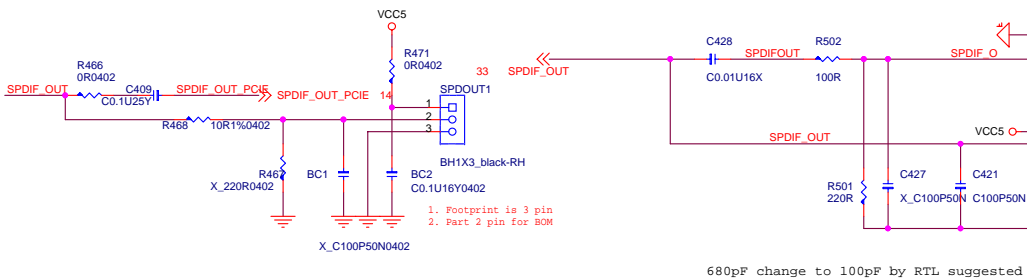 VCC5
R466
0R0402
SPDIF_OUT
C409
C0.1U25Y
SPDIF_OUT_PCIE
SPDIF_OUT_PCIE
14
R468
10R1%0402
R471
0R0402
33
SPDIF_OUT
SPDOUT1
1
2
3
BH1X3_black-RH
R467
X_220R0402
BC1
X_C100P50N0402
BC2
C0.1U16Y0402
1. Footprint is 3 pin
2. Part 2 pin for BOM
C428
C0.01U16X
SPDIFOUT
R502
100R
SPDIF_O
SPDIF_OUT
VCC5
R501
220R
C427
X_C100P50N
C421
C100P50N
680pF change to 100pF by RTL suggested